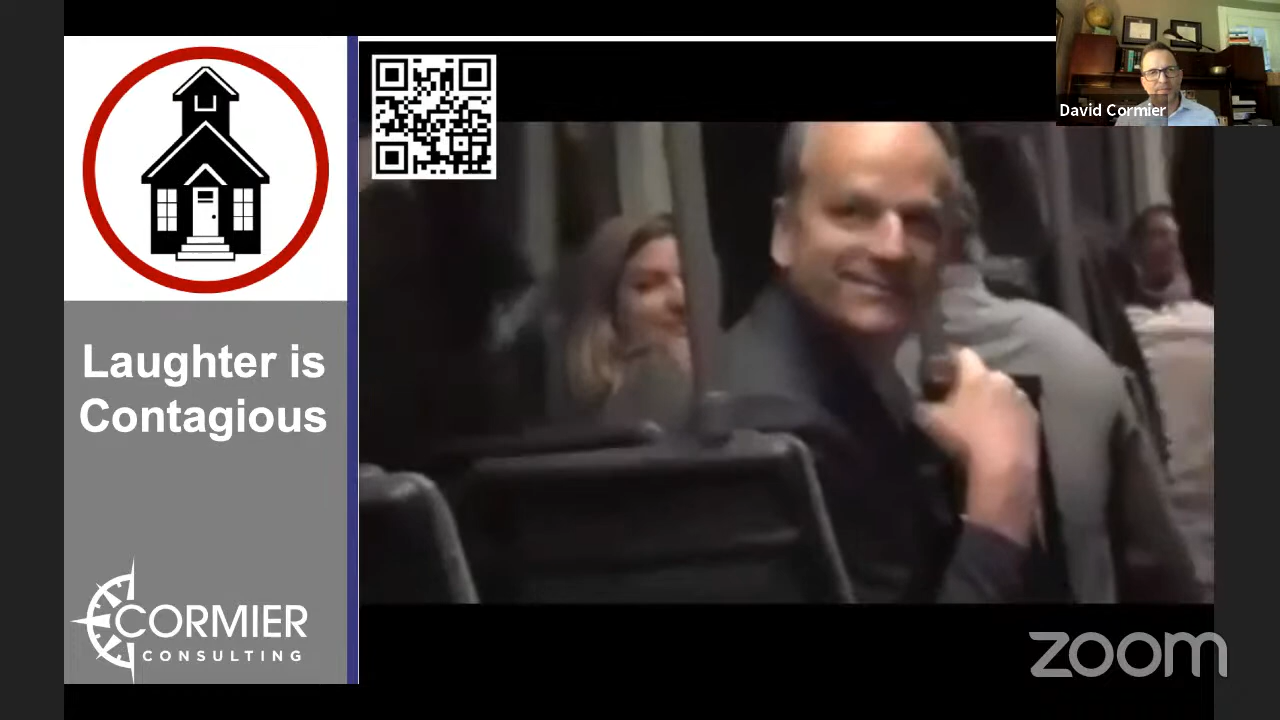 David Cormier
Laughter is
Contagious
CORMIER
CONSULTING
zoom